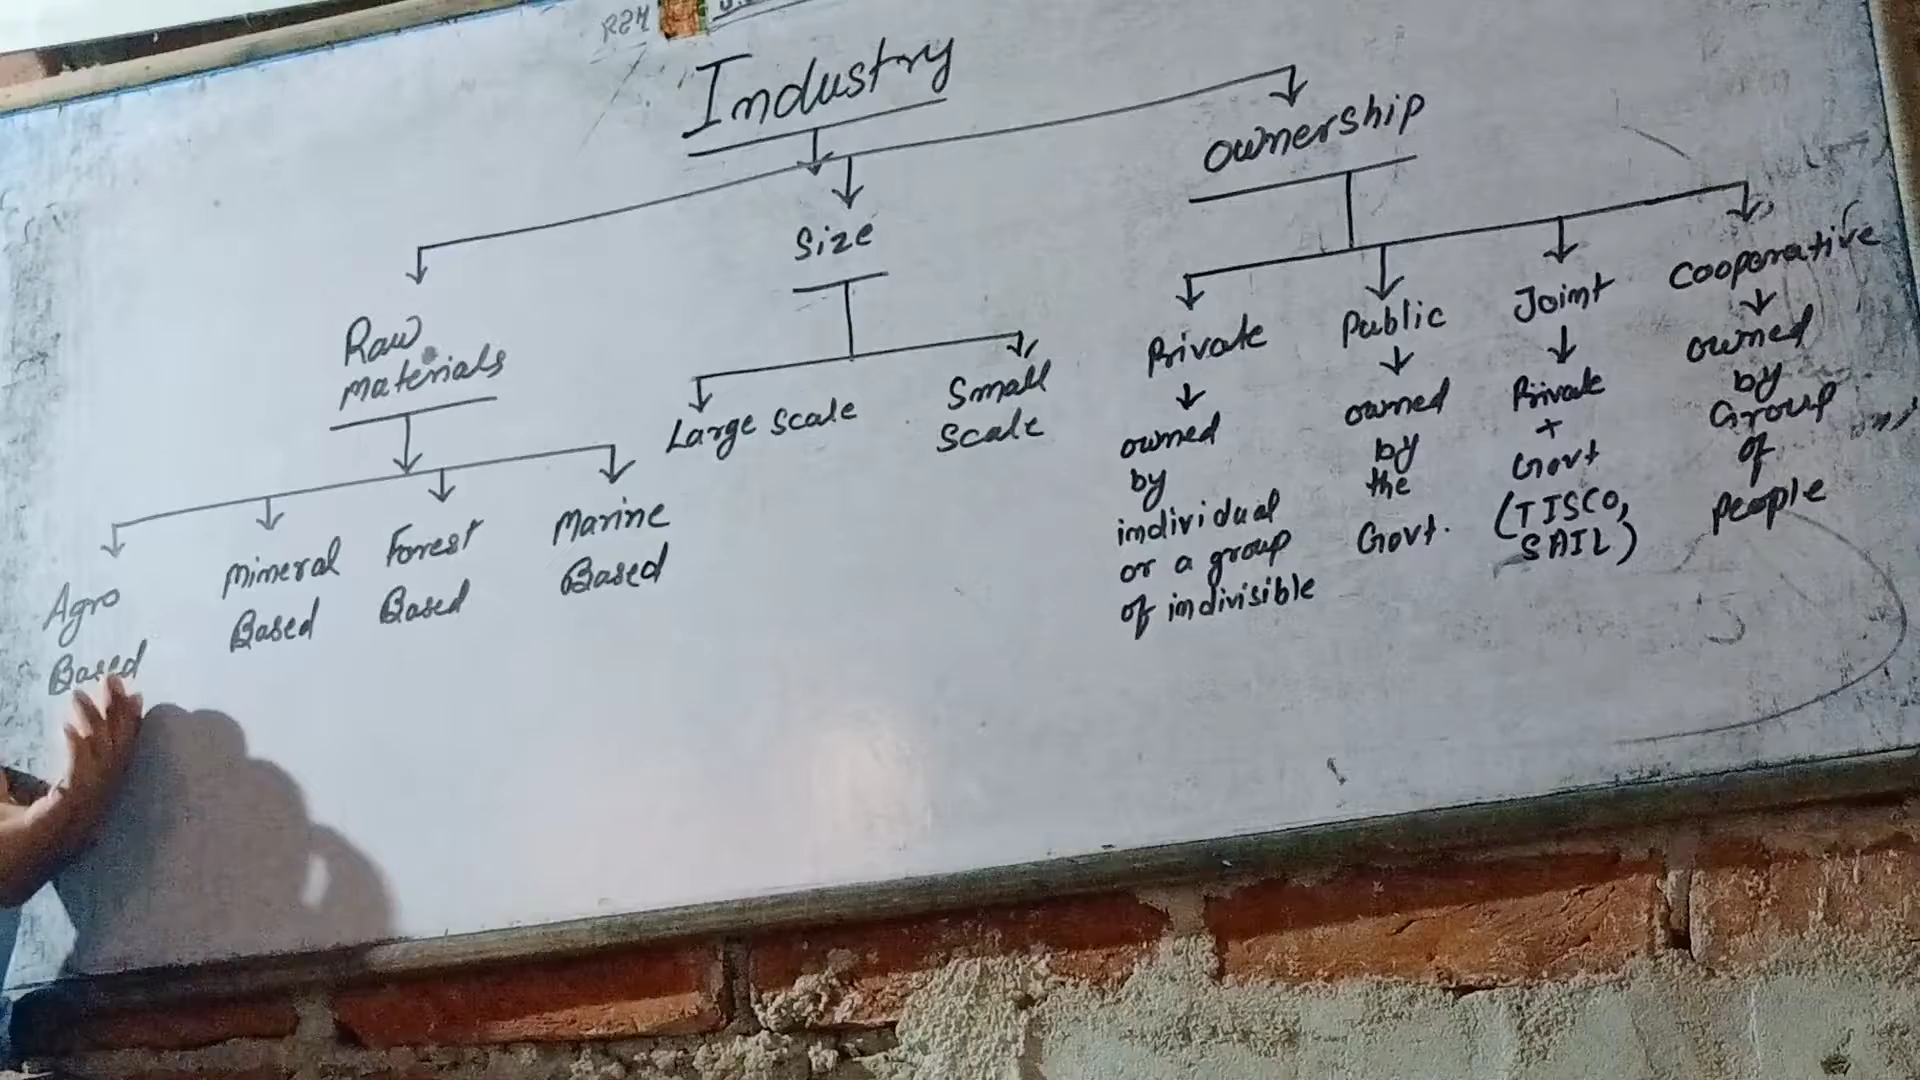 R24
Industry
Ownership
Size
Raw
materials
Large scale
Small
Scale
Private
Public
Joint
Cooperative
Agro
Based
Mineral
Based
Forest
Based
Marine
Based
owned
by
individual
or a group
of indivisible
owned
by
the
Govt.
Private
+
Govt
(TISCO,
SAIL)
owned
by
Group
of
People